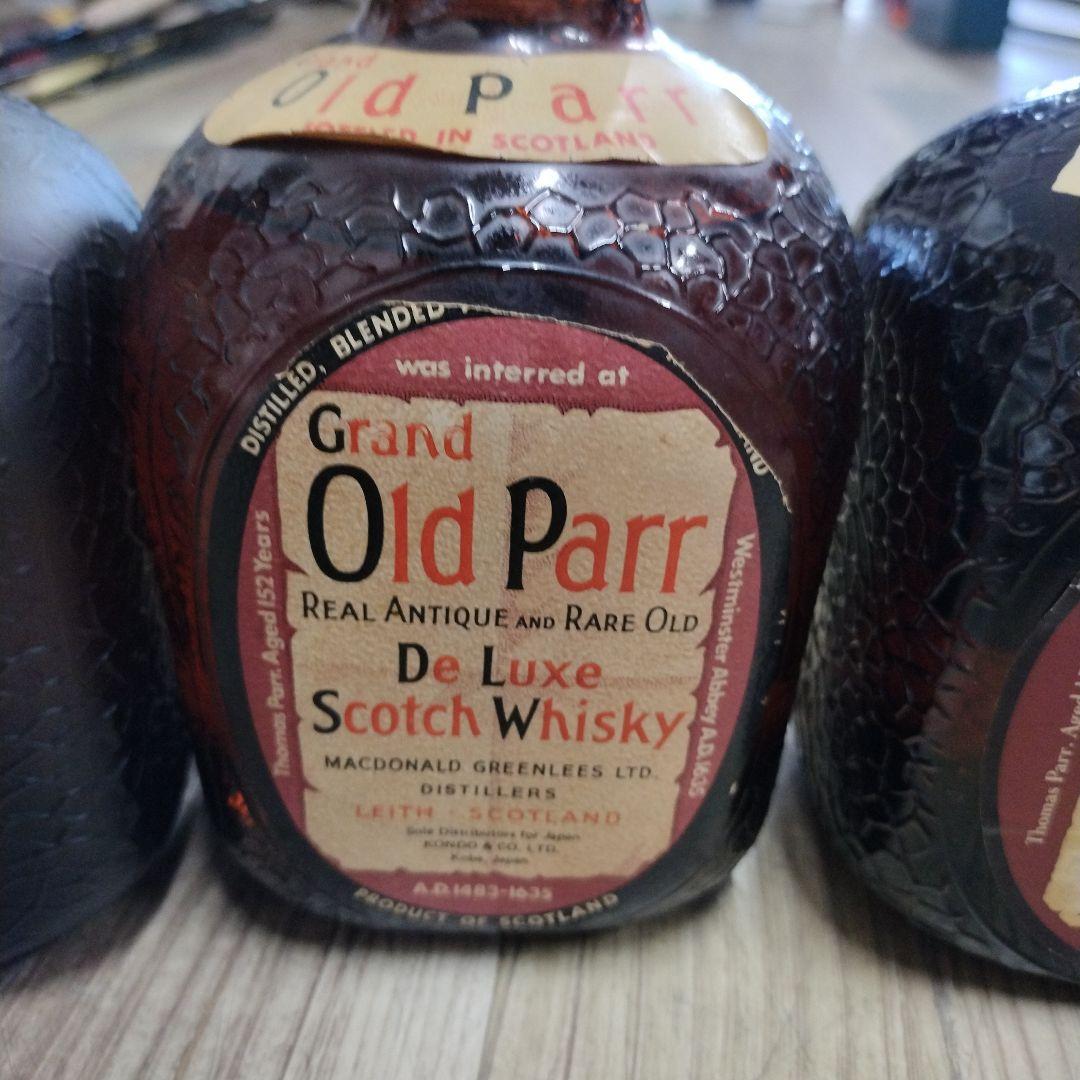 Grand
Old Parr
IN SCOTLAND
DISTILLED, BLENDED
was interred at
Grand
Old Parr
REAL ANTIQUE AND RARE OLD
De Luxe
Scotch Whisky
MACDONALD GREENLEES LTD.
DISTILLERS
LEITH - SCOTLAND
Sole Distributors for Japan
KONDO & CO. LTD.
Kobe, Japan
A.D.1483-1635
PRODUCT OF SCOTLAND
Thomas Parr. Aged 152 Years
Westminster Abbey A.D.1635
Thomas Parr. Aged